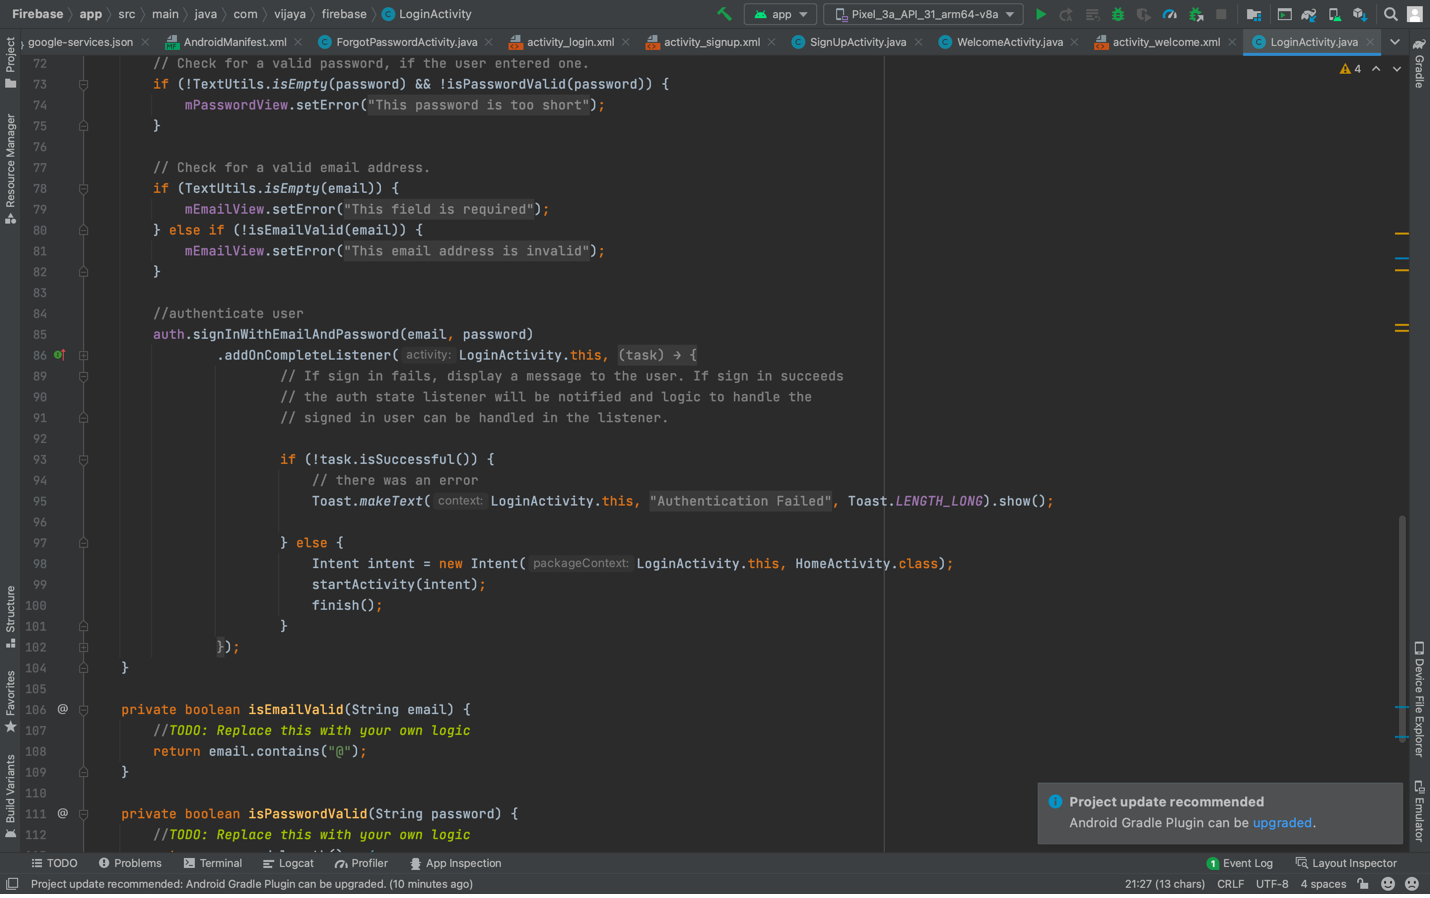 Firebase app src main java com vijaya firebase LoginActivity app Pixel_3a_API_31_arm64-v8a
google-services.json AndroidManifest.xml ForgotPasswordActivity.java activity_login.xml activity_signup.xml SignUpActivity.java WelcomeActivity.java activity_welcome.xml LoginActivity.java
Project
Resource Manager
Structure
Favorites
Build Variants
Gradle
Device File Explorer
Emulator
4
72 // Check for a valid password, if the user entered one.
73 if (!TextUtils.isEmpty(password) && !isPasswordValid(password)) {
74 mPasswordView.setError("This password is too short");
75 }
76
77 // Check for a valid email address.
78 if (TextUtils.isEmpty(email)) {
79 mEmailView.setError("This field is required");
80 } else if (!isEmailValid(email)) {
81 mEmailView.setError("This email address is invalid");
82 }
83
84 //authenticate user
85 auth.signInWithEmailAndPassword(email, password)
86 .addOnCompleteListener( activity: LoginActivity.this, (task) → {
89 // If sign in fails, display a message to the user. If sign in succeeds
90 // the auth state listener will be notified and logic to handle the
91 // signed in user can be handled in the listener.
92
93 if (!task.isSuccessful()) {
94 // there was an error
95 Toast.makeText( context: LoginActivity.this, "Authentication Failed", Toast.LENGTH_LONG).show();
96
97 } else {
98 Intent intent = new Intent( packageContext: LoginActivity.this, HomeActivity.class);
99 startActivity(intent);
100 finish();
101 }
102 });
104 }
105
106 @ private boolean isEmailValid(String email) {
107 //TODO: Replace this with your own logic
108 return email.contains("@");
109 }
110
111 @ private boolean isPasswordValid(String password) {
112 //TODO: Replace this with your own logic
Project update recommended
Android Gradle Plugin can be upgraded.
TODO Problems Terminal Logcat Profiler App Inspection 1 Event Log Layout Inspector
Project update recommended: Android Gradle Plugin can be upgraded. (10 minutes ago) 21:27 (13 chars) CRLF UTF-8 4 spaces